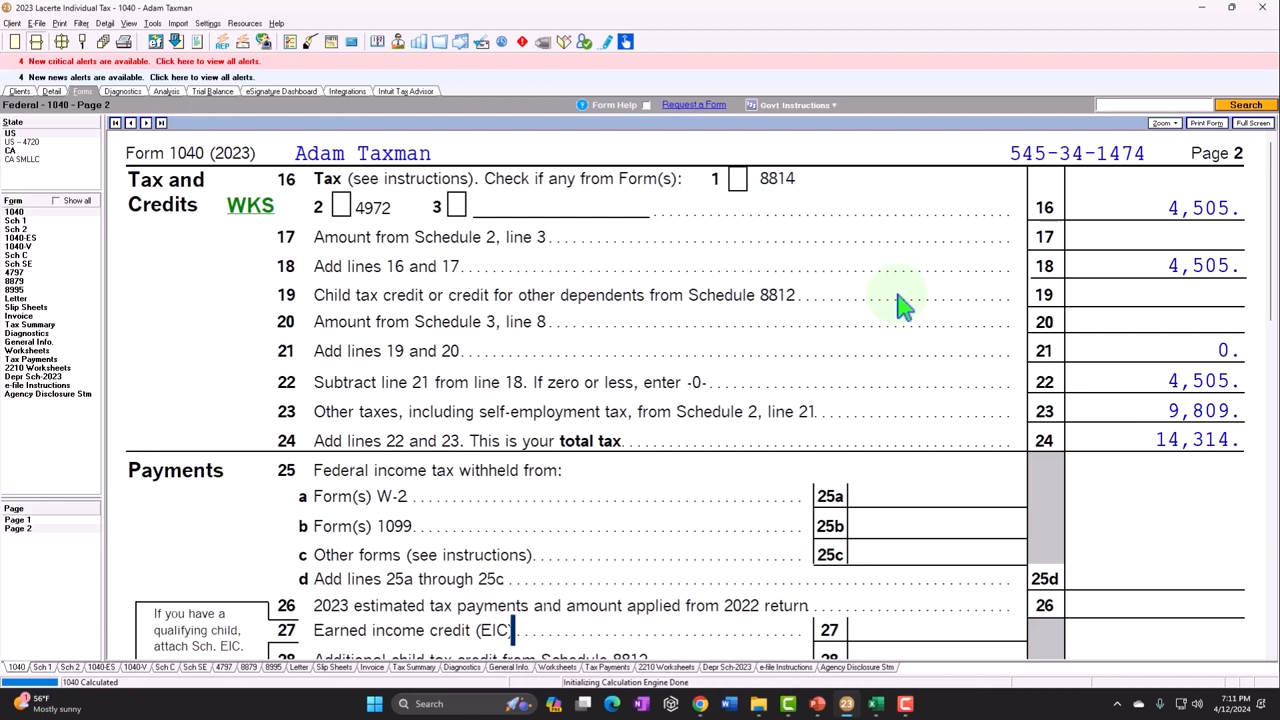 2023 Lacerte Individual Tax - 1040 - Adam Taxman
Client E-File Print Filter Detail View Tools Import Settings Resources Help
4 New critical alerts are available. Click here to view all alerts.
4 New news alerts are available. Click here to view all alerts.
Clients Detail Forms Diagnostics Analysis Trial Balance eSignature Dashboard Integrations Intuit Tax Advisor
Federal - 1040 - Page 2 ? Form Help Request a Form Govt Instructions Search
State
US
US - 4720
CA
CA SMLLC
Form Show all
1040
Sch 1
Sch 2
1040-ES
1040-V
Sch C
Sch SE
4797
8879
8995
Letter
Slip Sheets
Invoice
Tax Summary
Diagnostics
General Info.
Worksheets
Tax Payments
2210 Worksheets
Depr Sch-2023
e-file Instructions
Agency Disclosure Stm
Page
Page 1
Page 2
Zoom Print Form Full Screen
Form 1040 (2023) Adam Taxman 545-34-1474 Page 2
Tax and Credits WKS
16 Tax (see instructions). Check if any from Form(s): 1 8814
2 4972 3 16 4,505.
17 Amount from Schedule 2, line 3 17
18 Add lines 16 and 17 18 4,505.
19 Child tax credit or credit for other dependents from Schedule 8812 19
20 Amount from Schedule 3, line 8 20
21 Add lines 19 and 20 21 0.
22 Subtract line 21 from line 18. If zero or less, enter -0- 22 4,505.
23 Other taxes, including self-employment tax, from Schedule 2, line 21 23 9,809.
24 Add lines 22 and 23. This is your total tax 24 14,314.
Payments 25 Federal income tax withheld from:
a Form(s) W-2 25a
b Form(s) 1099 25b
c Other forms (see instructions) 25c
d Add lines 25a through 25c 25d
26 2023 estimated tax payments and amount applied from 2022 return 26
If you have a
qualifying child,
attach Sch. EIC.
27 Earned income credit (EIC) 27
28 Additional child tax credit from Schedule 8812 28
1040 Sch 1 Sch 2 1040-ES 1040-V Sch C Sch SE 4797 8879 8995 Letter Slip Sheets Invoice Tax Summary Diagnostics General Info. Worksheets Tax Payments 2210 Worksheets Depr Sch-2023 e-file Instructions Agency Disclosure Stm
1040 Calculated Initializing Calculation Engine Done
56°F
Mostly sunny
Search
23
7:11 PM
4/12/2024